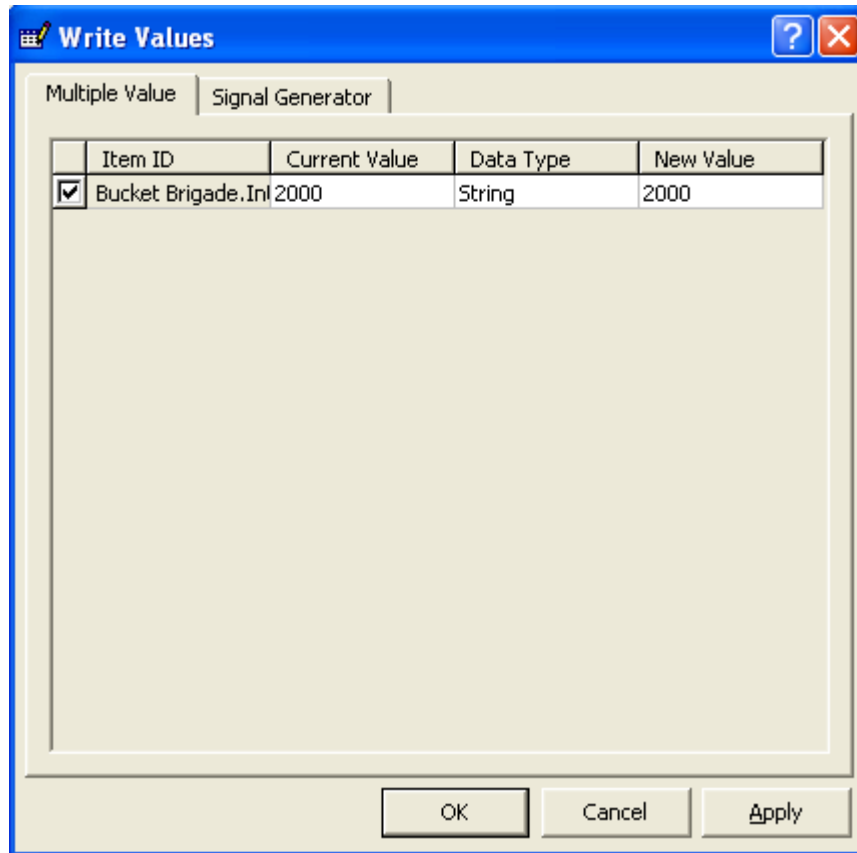 Write Values
Multiple Value Signal Generator
Item ID Current Value Data Type New Value
Bucket Brigade.Int 2000 String 2000
OK Cancel Apply